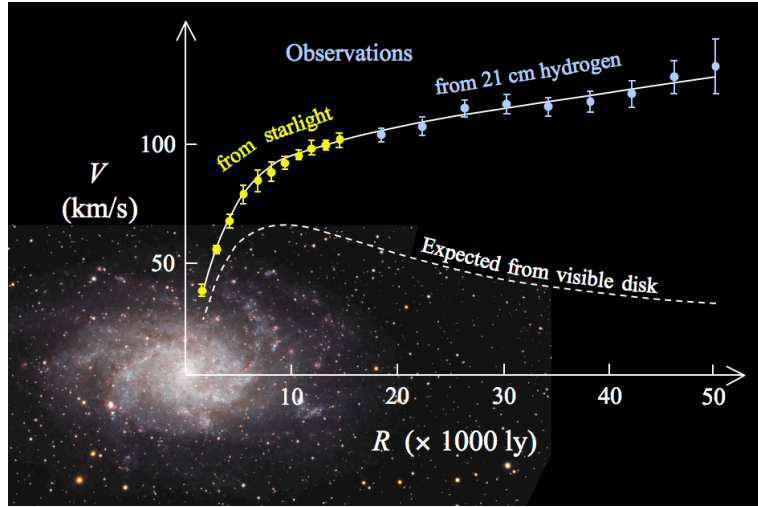 Observations
from starlight
from 21 cm hydrogen
100
V
(km/s)
50
Expected from visible disk
10
20
30
40
50
R (× 1000 ly)